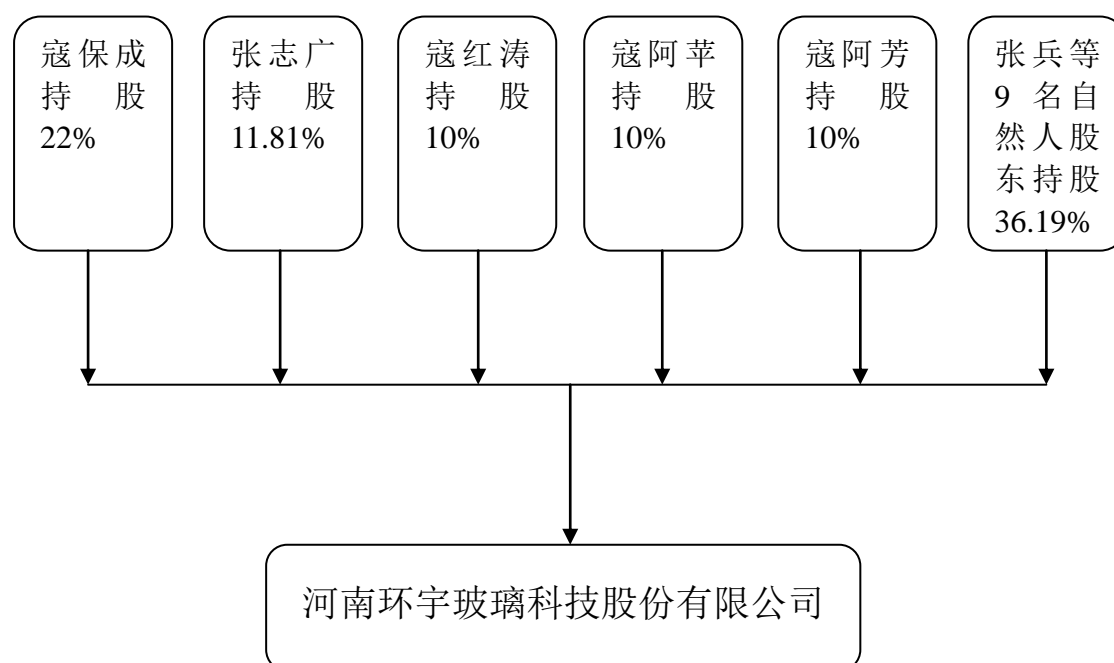 寇保成
持股
22%
张志广
持股
11.81%
寇红涛
持股
10%
寇阿苹
持股
10%
寇阿芳
持股
10%
张兵等
9 名自
然人股
东持股
36.19%
河南环宇玻璃科技股份有限公司